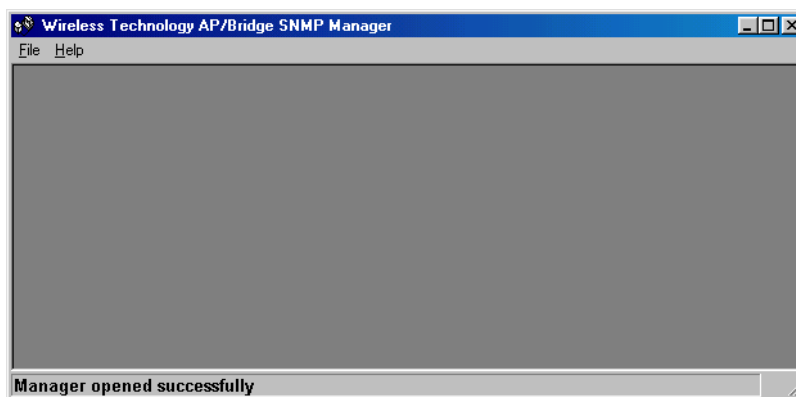 Wireless Technology AP/Bridge SNMP Manager
File Help
Manager opened successfully